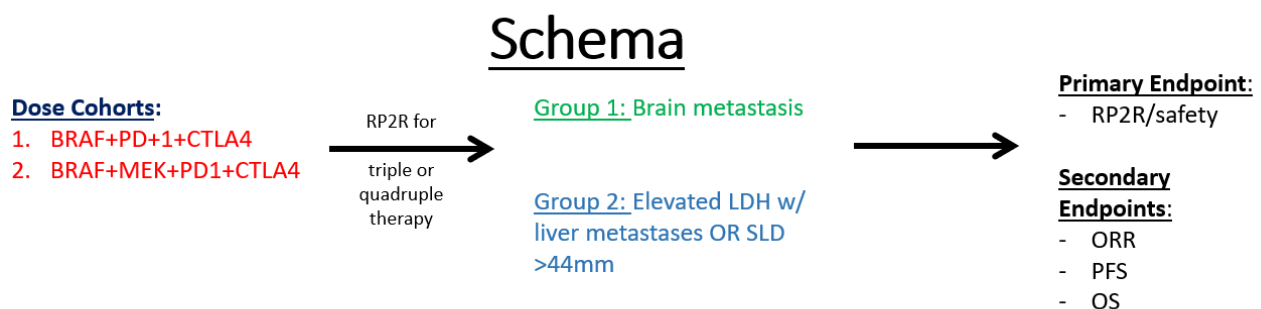 Schema
Dose Cohorts:
1. BRAF+PD+1+CTLA4
2. BRAF+MEK+PD1+CTLA4
RP2R for
triple or
quadruple
therapy
Group 1: Brain metastasis
Group 2: Elevated LDH w/
liver metastases OR SLD
>44mm
Primary Endpoint:
- RP2R/safety
Secondary
Endpoints:
- ORR
- PFS
- OS